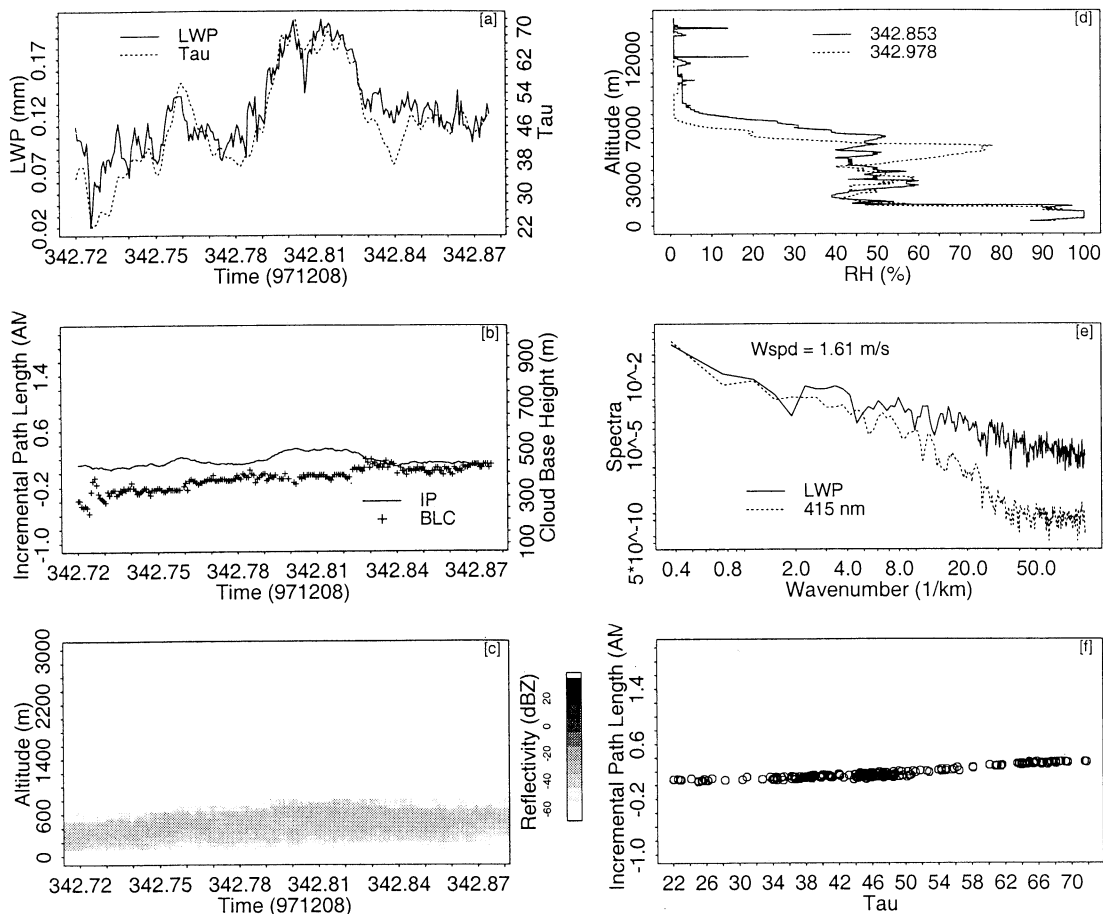 [a]
LWP
Tau
LWP (mm)
0.02 0.07 0.12 0.17
22 30 38 46 54 62 70
Tau
342.72 342.75 342.78 342.81 342.84 342.87
Time (971208)
[d]
342.853
342.978
Altitude (m)
0 3000 7000 12000
0 10 20 30 40 50 60 70 80 90 100
RH (%)
[b]
Incremental Path Length (AM
-1.0 -0.2 0.6 1.4
IP
BLC
100 300 500 700 900
Cloud Base Height (m)
342.72 342.75 342.78 342.81 342.84 342.87
Time (971208)
[e]
Wspd = 1.61 m/s
Spectra
5*10^-10 10^-5 10^-2
LWP
415 nm
0.4 0.8 2.0 4.0 8.0 20.0 50.0
Wavenumber (1/km)
[c]
Altitude (m)
0 600 1400 2200 3000
342.72 342.75 342.78 342.81 342.84 342.87
Time (971208)
Reflectivity (dBZ)
-60 -40 -20 0 20
[f]
Incremental Path Length (AM
-1.0 -0.2 0.6 1.4
22 26 30 34 38 42 46 50 54 58 62 66 70
Tau